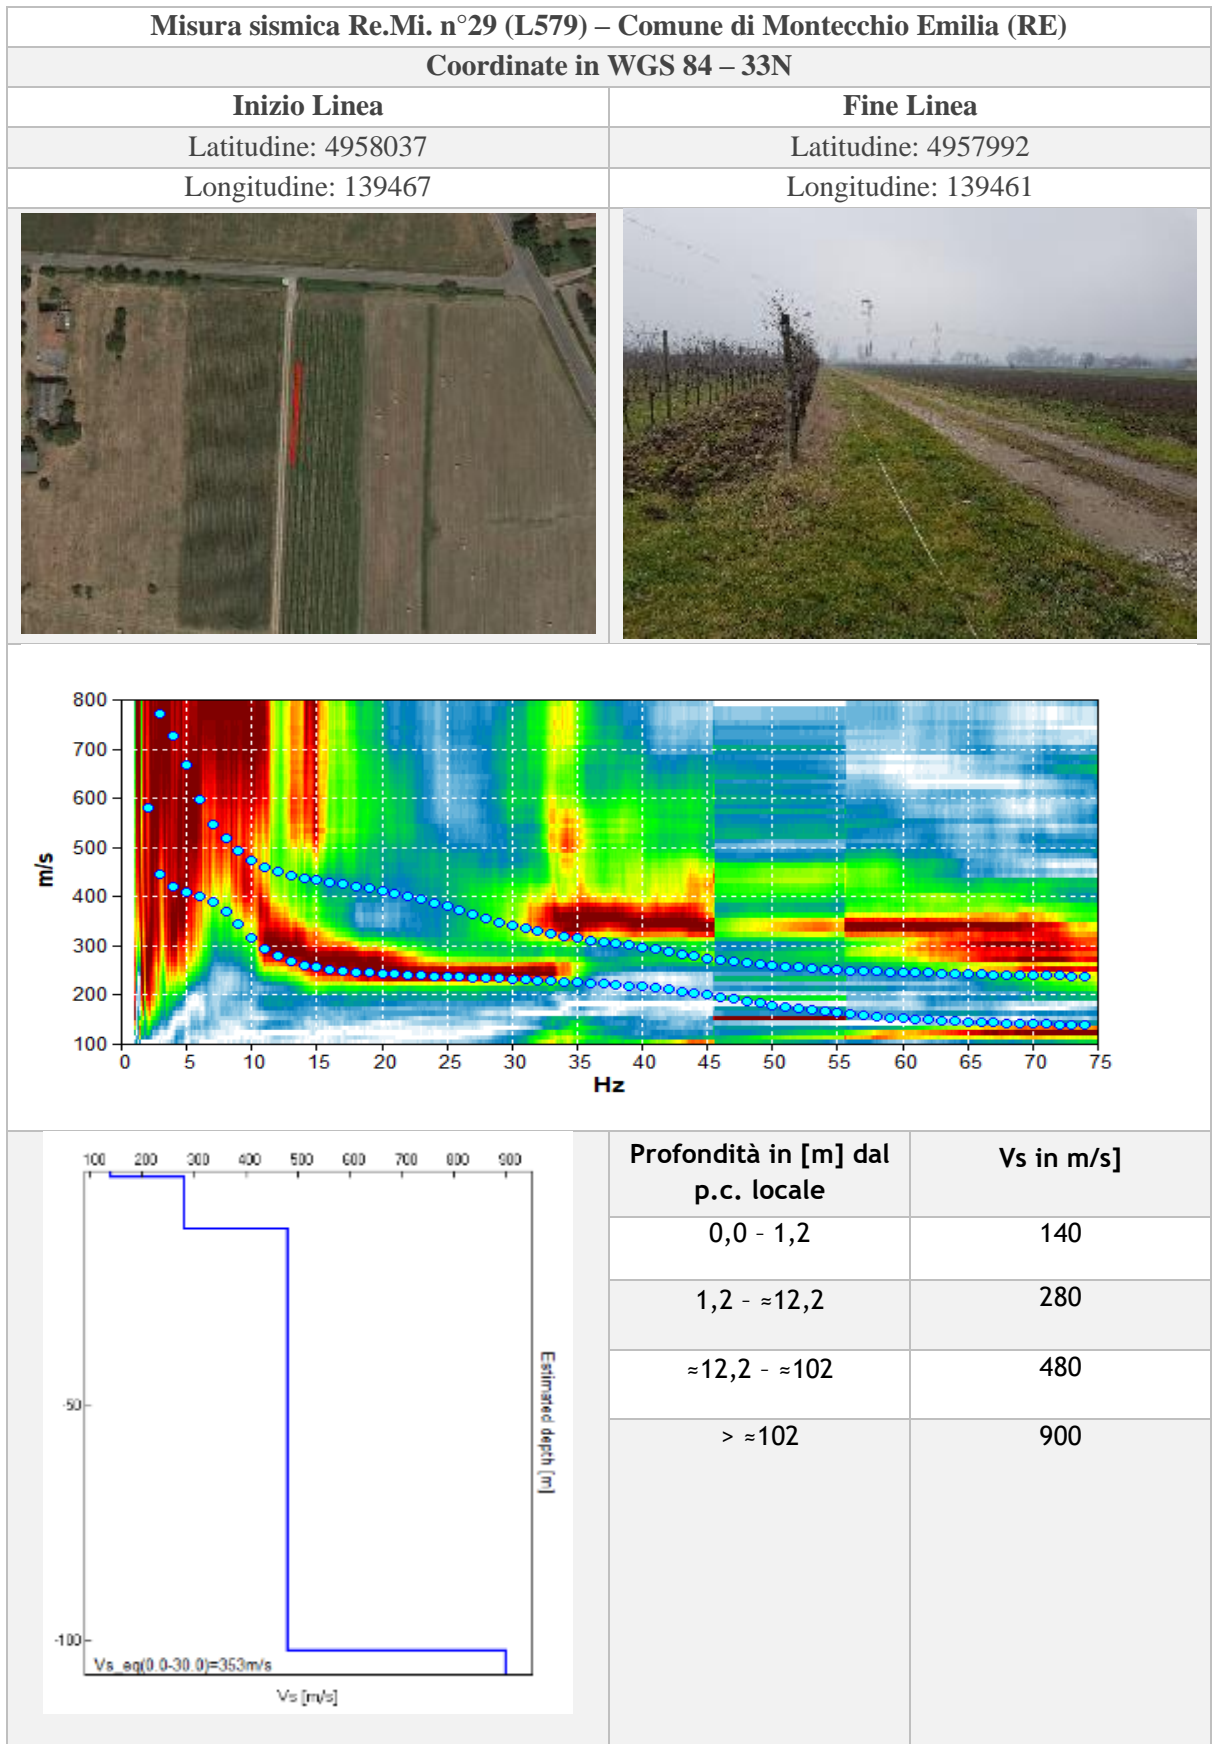 Misura sismica Re.Mi. n°29 (L579) – Comune di Montecchio Emilia (RE)
Coordinate in WGS 84 – 33N
Inizio Linea
Fine Linea
Latitudine: 4958037
Latitudine: 4957992
Longitudine: 139467
Longitudine: 139461
800
700
600
500
400
300
200
100
m/s
0 5 10 15 20 25 30 35 40 45 50 55 60 65 70 75
Hz
100 200 300 400 500 600 700 800 900
-50
-100
Estimated depth [m]
Vs_eq(0.0-30.0)=353m/s
Vs [m/s]
Profondità in [m] dal
p.c. locale
Vs in m/s]
0,0 – 1,2
140
1,2 – ≈12,2
280
≈12,2 – ≈102
480
> ≈102
900